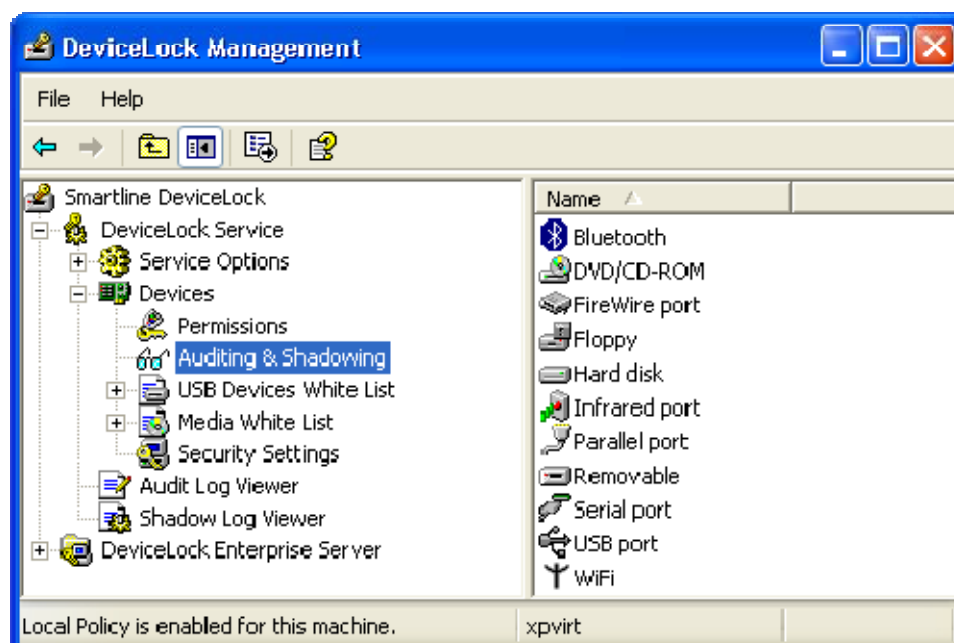 DeviceLock Management
File Help
Smartline DeviceLock
DeviceLock Service
Service Options
Devices
Permissions
Auditing & Shadowing
USB Devices White List
Media White List
Security Settings
Audit Log Viewer
Shadow Log Viewer
DeviceLock Enterprise Server
Name
Bluetooth
DVD/CD-ROM
FireWire port
Floppy
Hard disk
Infrared port
Parallel port
Removable
Serial port
USB port
WiFi
Local Policy is enabled for this machine.
xpvirt